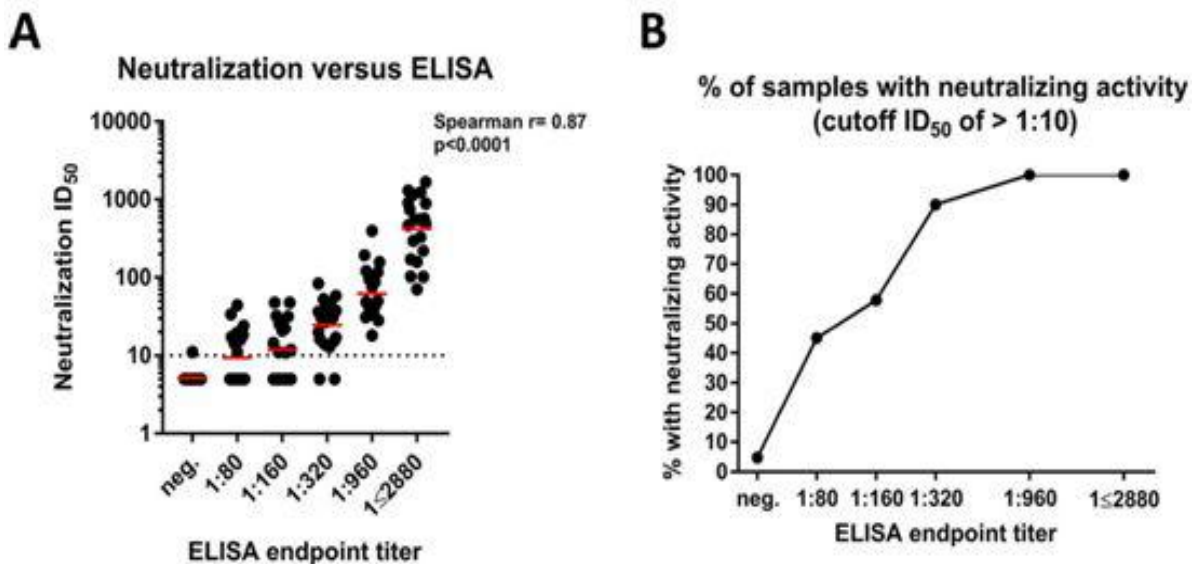 A
Neutralization versus ELISA
Spearman r= 0.87
p<0.0001
Neutralization ID50
10000
1000
100
10
1
neg.
1:80
1:160
1:320
1:960
1≤2880
ELISA endpoint titer
B
% of samples with neutralizing activity
(cutoff ID50 of > 1:10)
% with neutralizing activity
100
90
80
70
60
50
40
30
20
10
0
neg. 1:80 1:160 1:320 1:960 1≤2880
ELISA endpoint titer